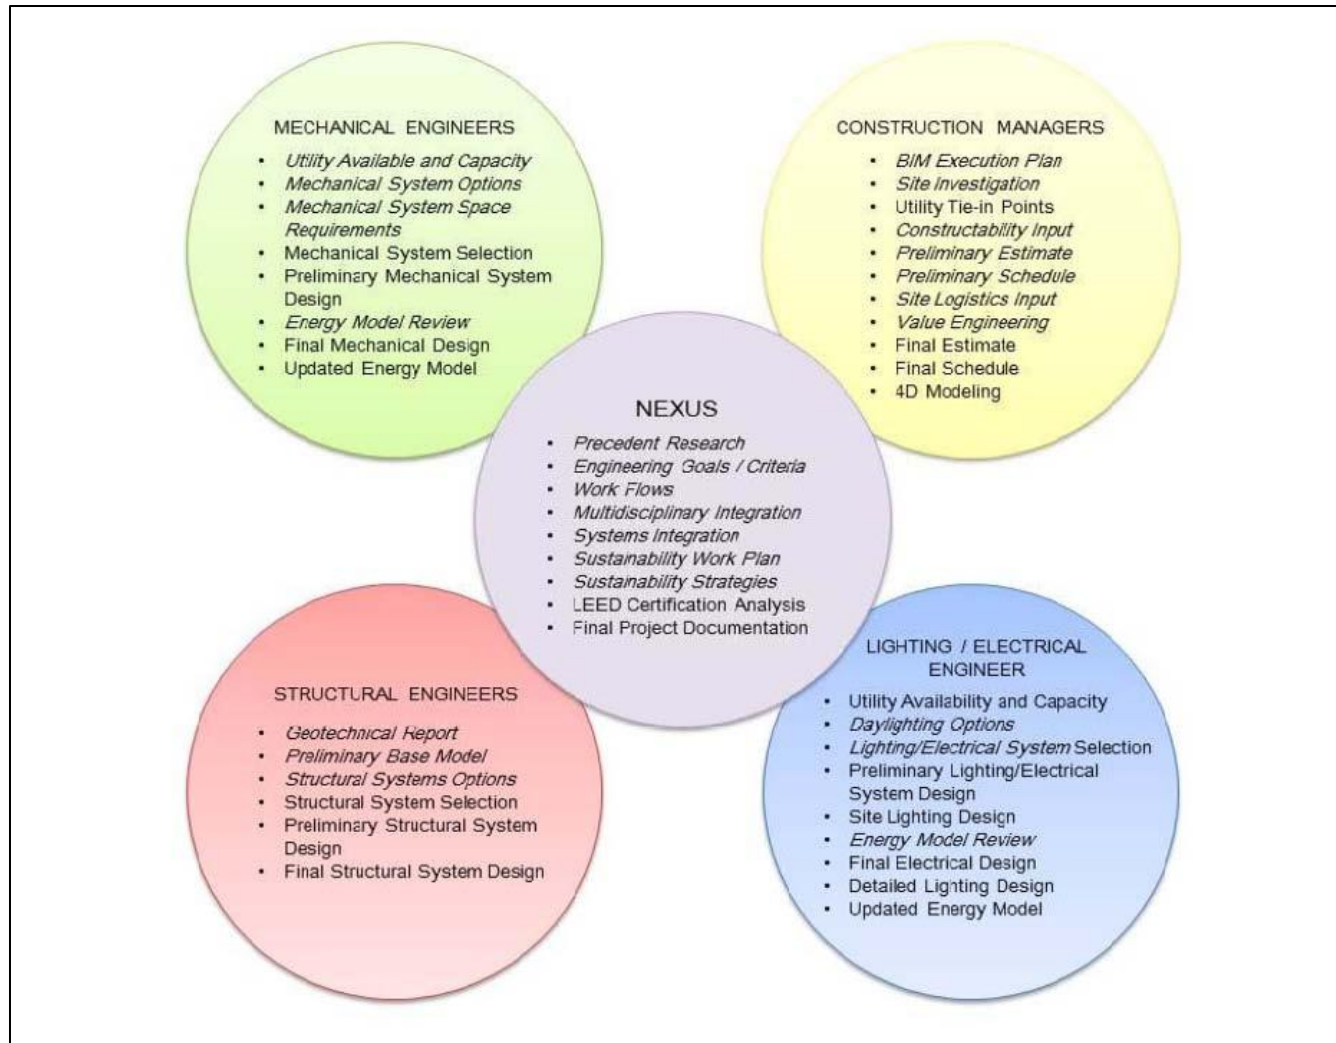 MECHANICAL ENGINEERS
• Utility Available and Capacity
• Mechanical System Options
• Mechanical System Space
Requirements
• Mechanical System Selection
• Preliminary Mechanical System
Design
• Energy Model Review
• Final Mechanical Design
• Updated Energy Model
CONSTRUCTION MANAGERS
• BIM Execution Plan
• Site Investigation
• Utility Tie-in Points
• Constructability Input
• Preliminary Estimate
• Preliminary Schedule
• Site Logistics Input
• Value Engineering
• Final Estimate
• Final Schedule
• 4D Modeling
NEXUS
• Precedent Research
• Engineering Goals / Criteria
• Work Flows
• Multidisciplinary Integration
• Systems Integration
• Sustainability Work Plan
• Sustainability Strategies
• LEED Certification Analysis
• Final Project Documentation
STRUCTURAL ENGINEERS
• Geotechnical Report
• Preliminary Base Model
• Structural Systems Options
• Structural System Selection
• Preliminary Structural System
Design
• Final Structural System Design
LIGHTING / ELECTRICAL
ENGINEER
• Utility Availability and Capacity
• Daylighting Options
• Lighting/Electrical System Selection
• Preliminary Lighting/Electrical
System Design
• Site Lighting Design
• Energy Model Review
• Final Electrical Design
• Detailed Lighting Design
• Updated Energy Model